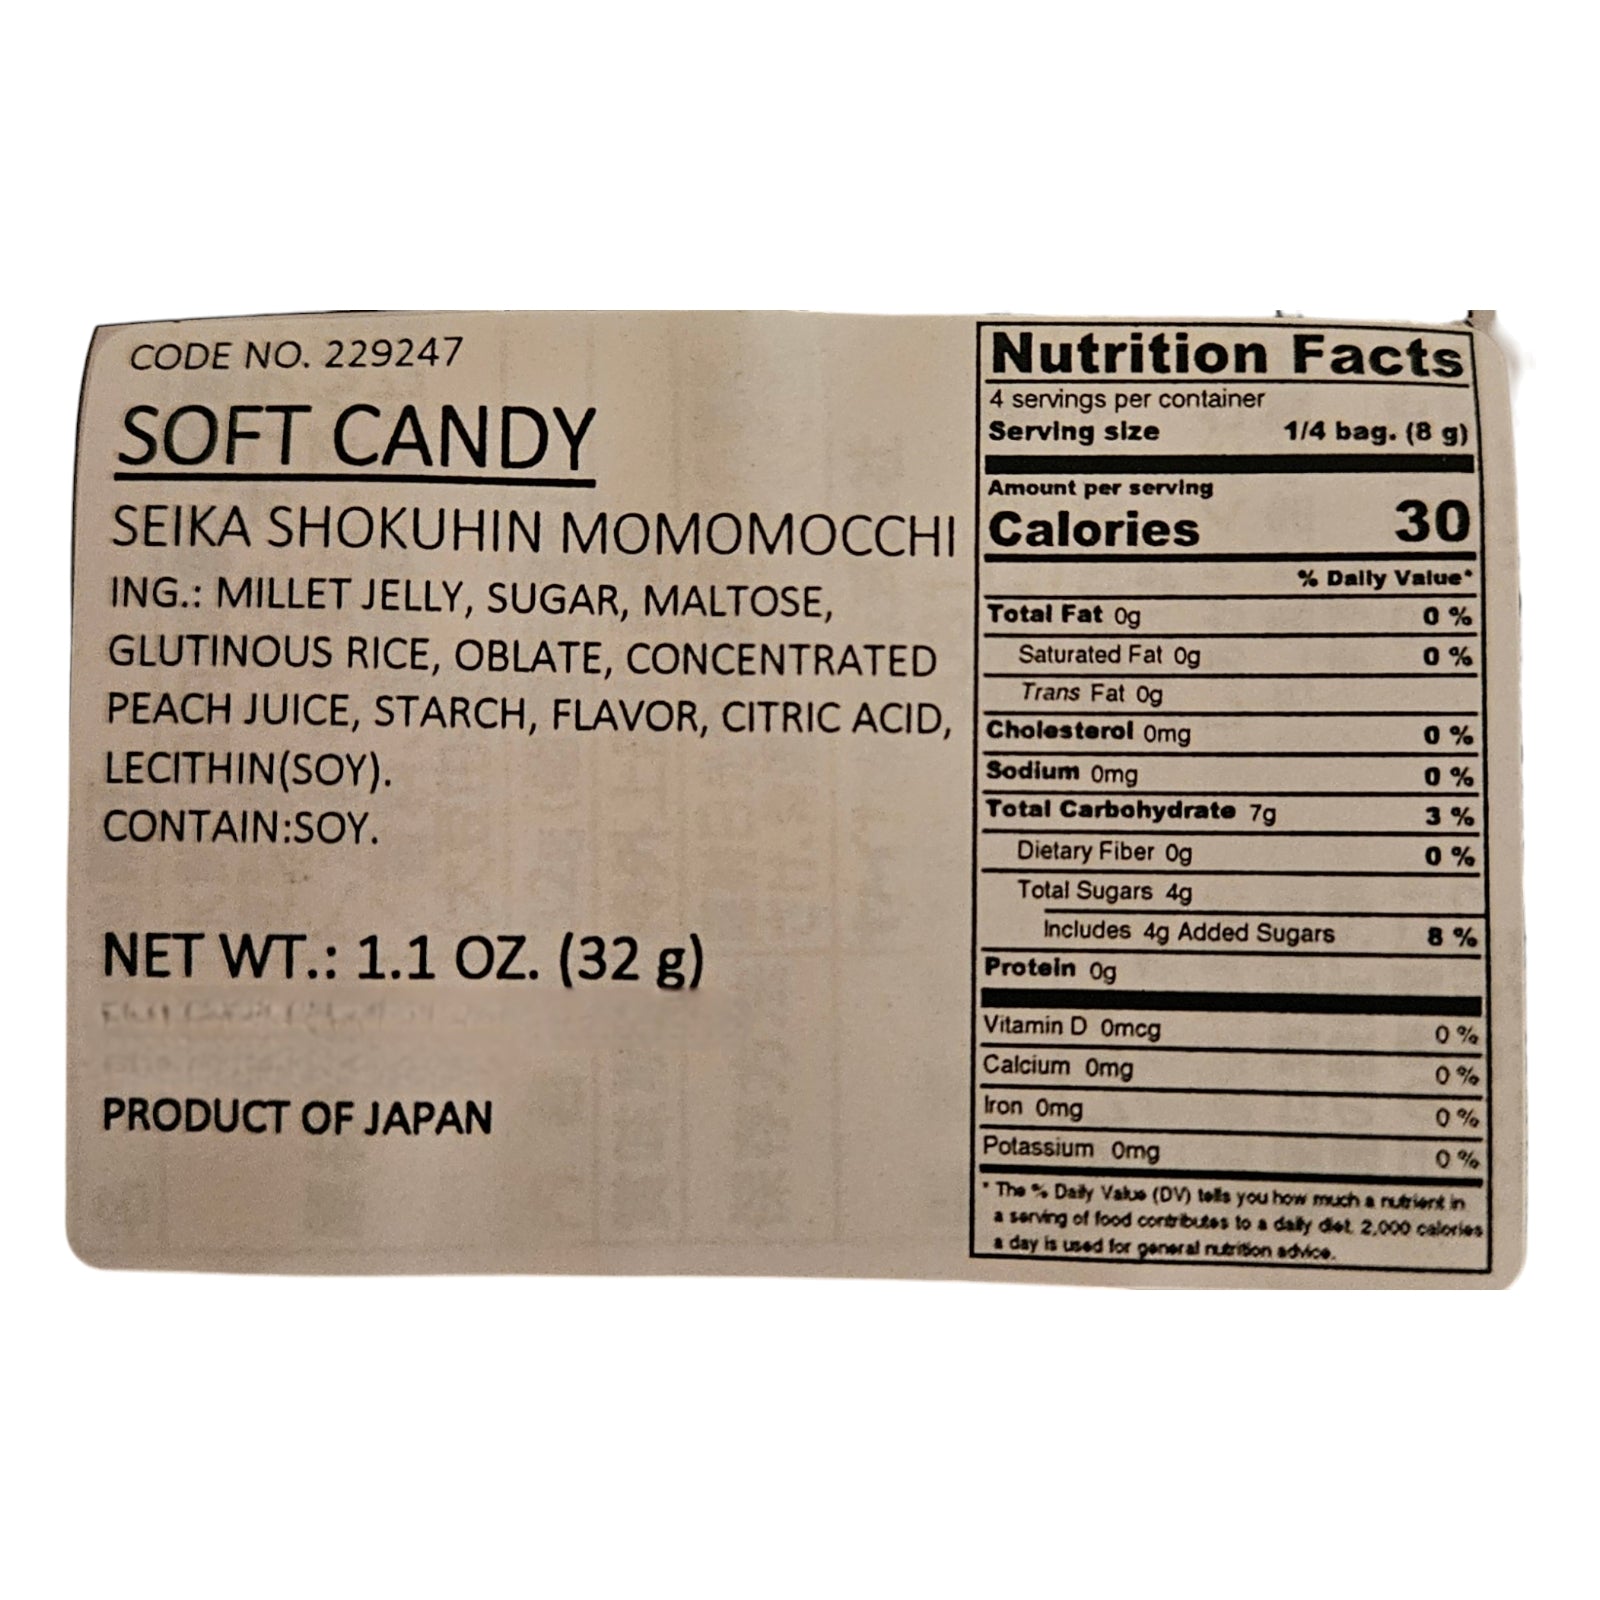 CODE NO. 229247
SOFT CANDY
SEIKA SHOKUHIN MOMOMOCCHI
ING.: MILLET JELLY, SUGAR, MALTOSE,
GLUTINOUS RICE, OBLATE, CONCENTRATED
PEACH JUICE, STARCH, FLAVOR, CITRIC ACID,
LECITHIN(SOY).
CONTAIN:SOY.
NET WT.: 1.1 OZ. (32 g)
PRODUCT OF JAPAN
Nutrition Facts
4 servings per container
Serving size 1/4 bag. (8 g)
Amount per serving
Calories 30
% Daily Value*
Total Fat 0g 0 %
Saturated Fat 0g 0 %
Trans Fat 0g
Cholesterol 0mg 0 %
Sodium 0mg 0 %
Total Carbohydrate 7g 3 %
Dietary Fiber 0g 0 %
Total Sugars 4g
Includes 4g Added Sugars 8 %
Protein 0g
Vitamin D 0mcg 0 %
Calcium 0mg 0 %
Iron 0mg 0 %
Potassium 0mg 0 %
* The % Daily Value (DV) tells you how much a nutrient in
a serving of food contributes to a daily diet. 2,000 calories
a day is used for general nutrition advice.